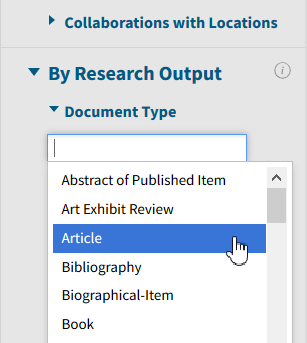 Collaborations with Locations
By Research Output
i
Document Type
Abstract of Published Item
Art Exhibit Review
Article
Bibliography
Biographical-Item
Book